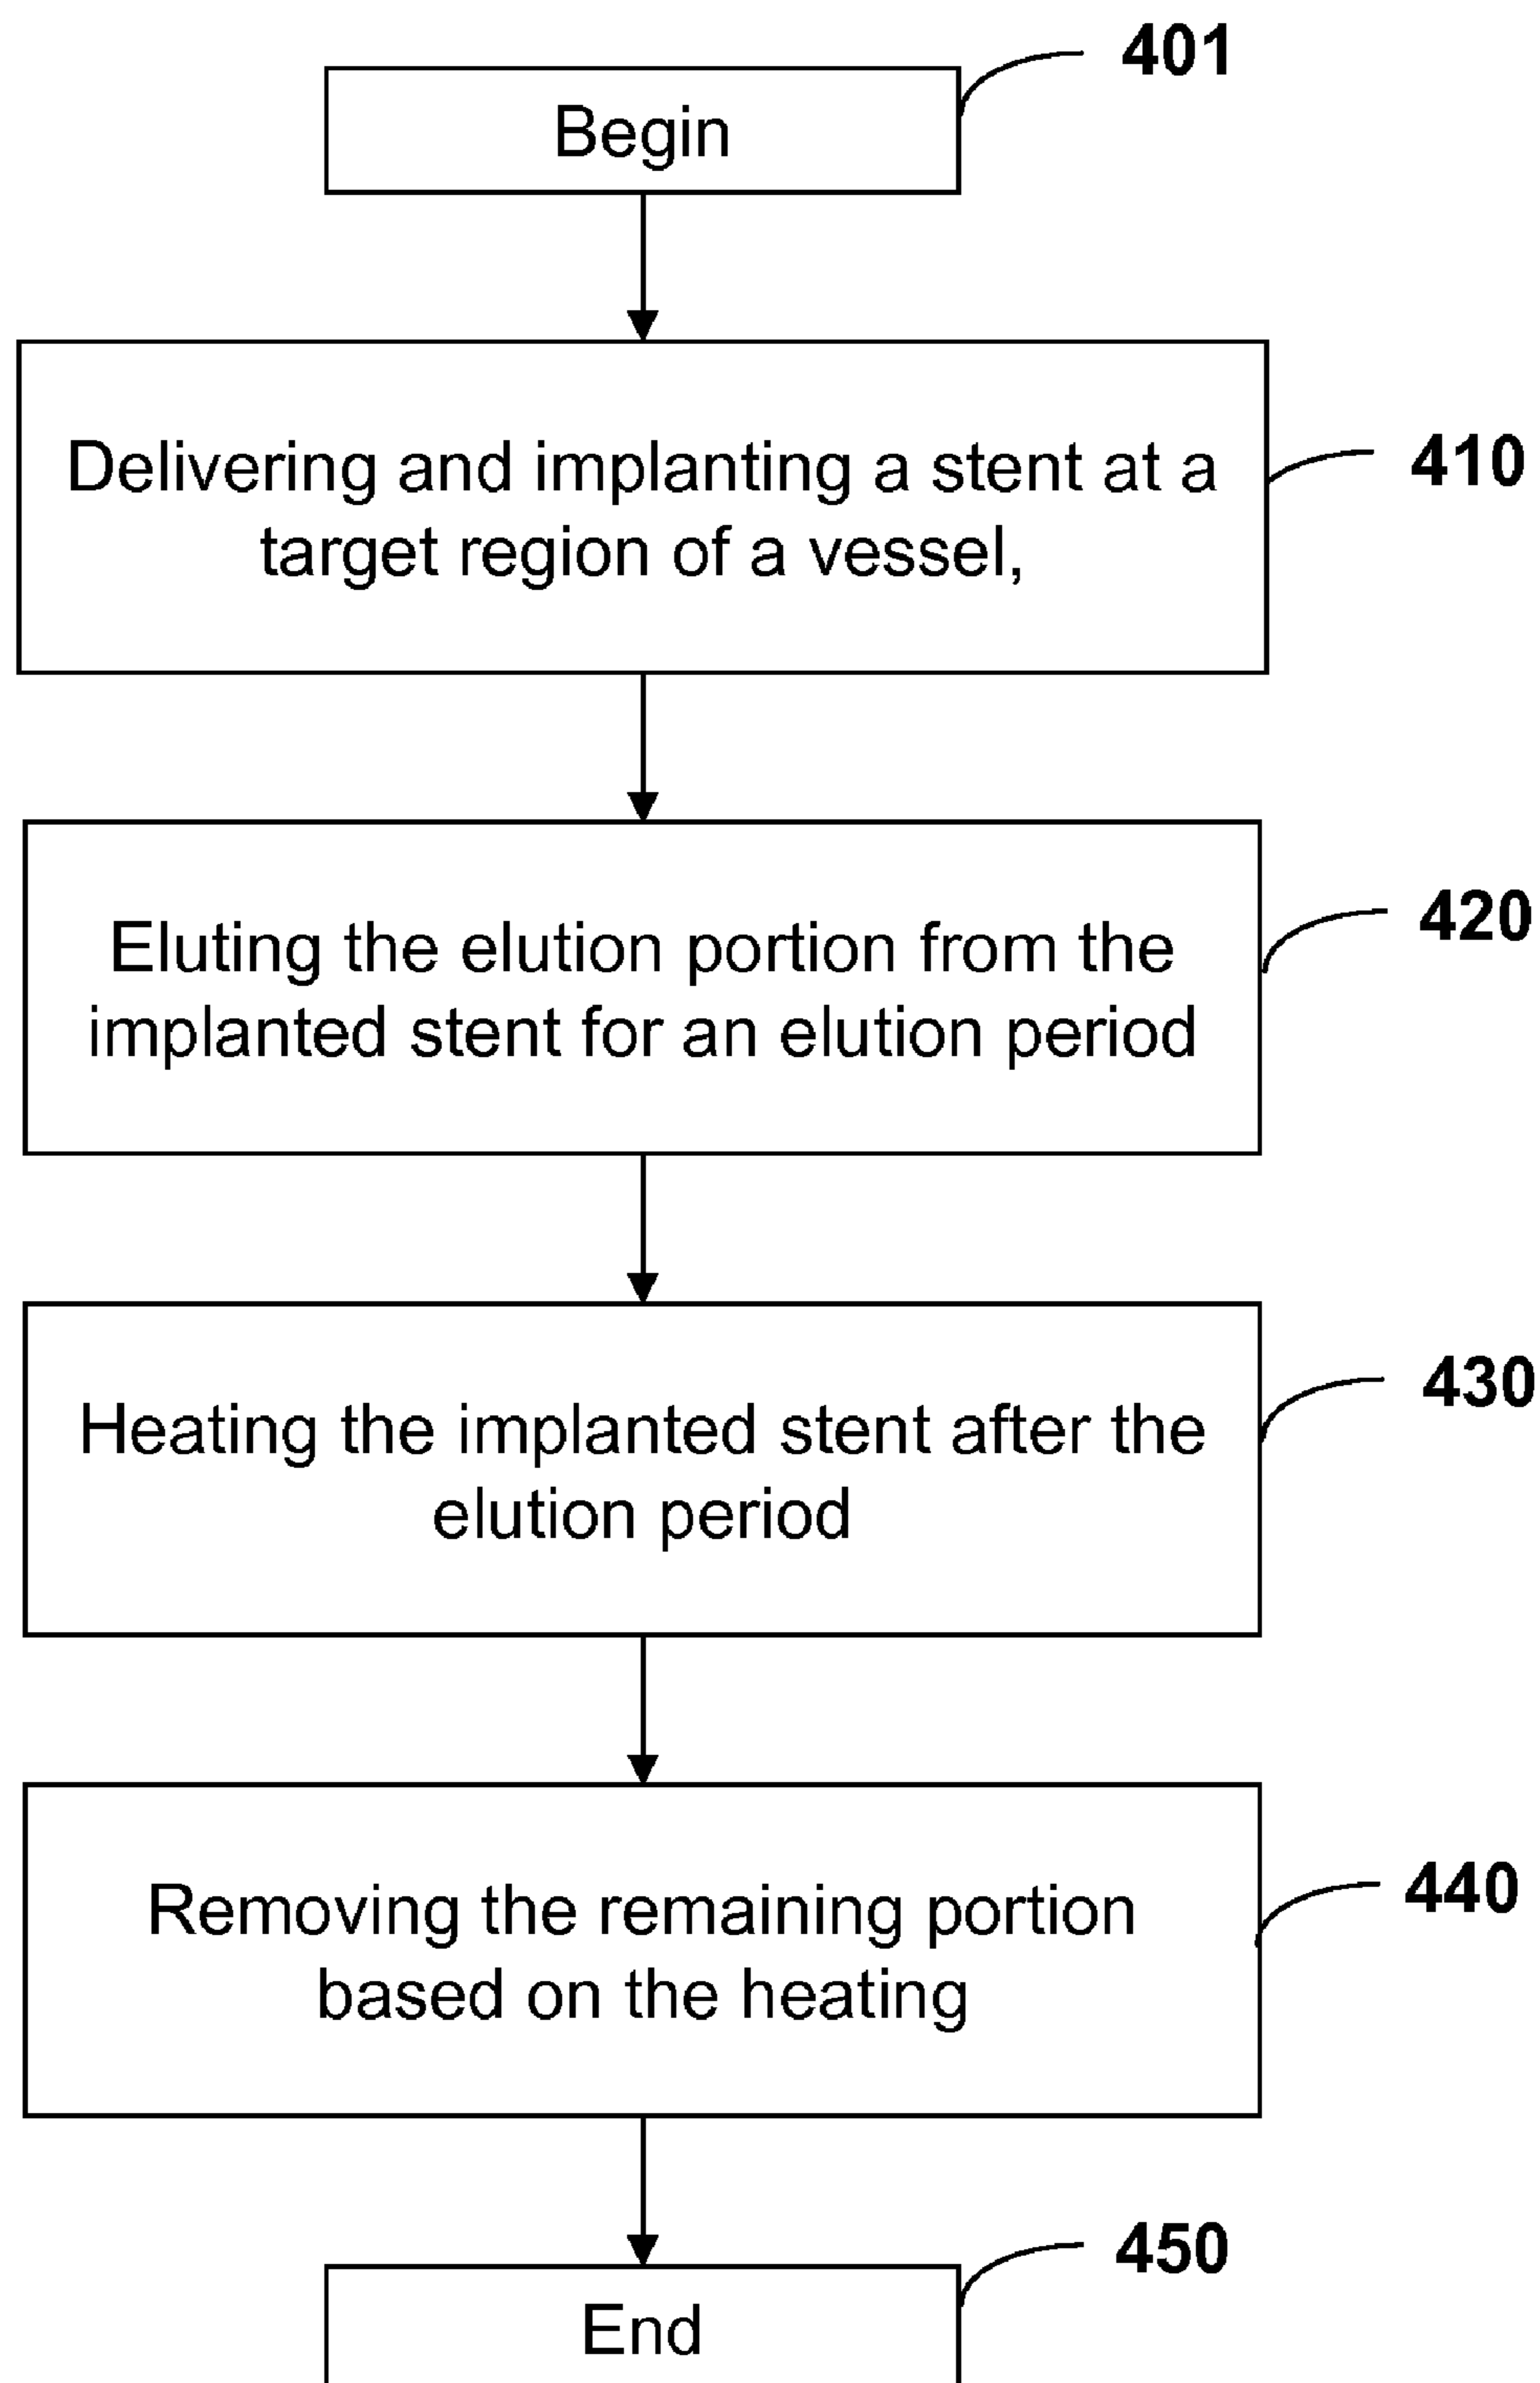 401
Begin
Delivering and implanting a stent at a
target region of a vessel,
410
Eluting the elution portion from the
implanted stent for an elution period
420
Heating the implanted stent after the
elution period
430
Removing the remaining portion
based on the heating
440
450
End